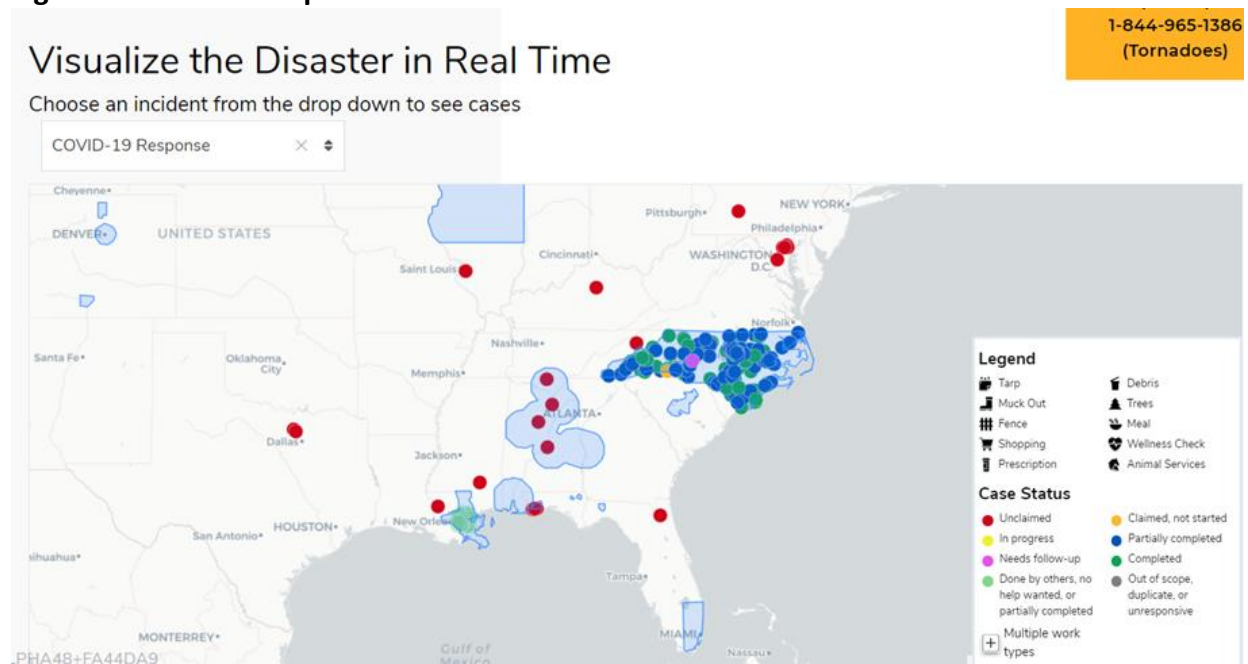 1-844-965-1386
(Tornadoes)
Visualize the Disaster in Real Time
Choose an incident from the drop down to see cases
COVID-19 Response
Cheyenne
DENVER
UNITED STATES
Pittsburgh
NEW YORK
Philadelphia
Cincinnati
WASHINGTON
D.C.
Saint Louis
Norfolk
Nashville
Santa Fe
Oklahoma
City
Memphis
ATLANTA
Dallas
Jackson
New Orle
HOUSTON
San Antonio
ihuahua
Tampa
MONTERREY
MIAMI
Gulf of
Mexico
Nassau
PHA48+FA44DA9
Legend
Tarp
Debris
Muck Out
Trees
Fence
Meal
Shopping
Wellness Check
Prescription
Animal Services
Case Status
Unclaimed
Claimed, not started
In progress
Partially completed
Needs follow-up
Completed
Done by others, no
help wanted, or
partially completed
Out of scope,
duplicate, or
unresponsive
+ Multiple work
types